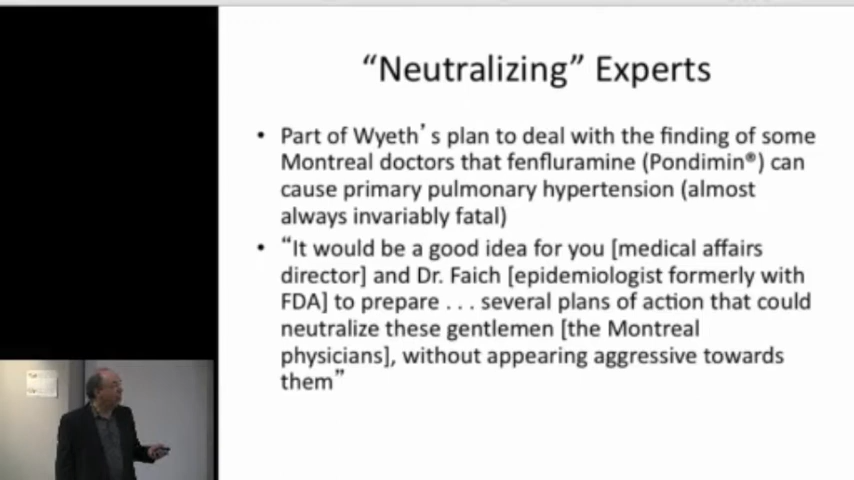 “Neutralizing” Experts
• Part of Wyeth’s plan to deal with the finding of some
Montreal doctors that fenfluramine (Pondimin®) can
cause primary pulmonary hypertension (almost
always invariably fatal)
• “It would be a good idea for you [medical affairs
director] and Dr. Faich [epidemiologist formerly with
FDA] to prepare . . . several plans of action that could
neutralize these gentlemen [the Montreal
physicians], without appearing aggressive towards
them”